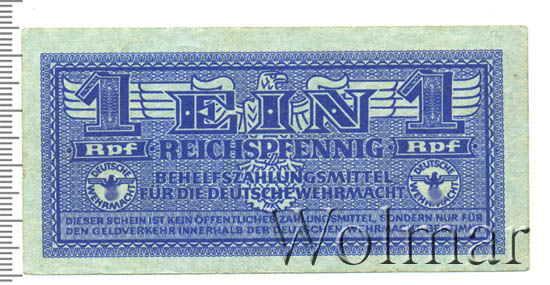 1 EIN 1
Rpf REICHSPFENNIG Rpf
BEHELFSZAHLUNGSMITTEL
FÜR DIE DEUTSCHE WEHRMACHT
DEUTSCHE WEHRMACHT
DEUTSCHE WEHRMACHT
DIESER SCHEIN IST KEIN ÖFFENTLICHES ZAHLUNGSMITTEL, SONDERN NUR FÜR
DEN GELDVERKEHR INNERHALB DER DEUTSCHEN WEHRMACHT BESTIMMT
Wolmar